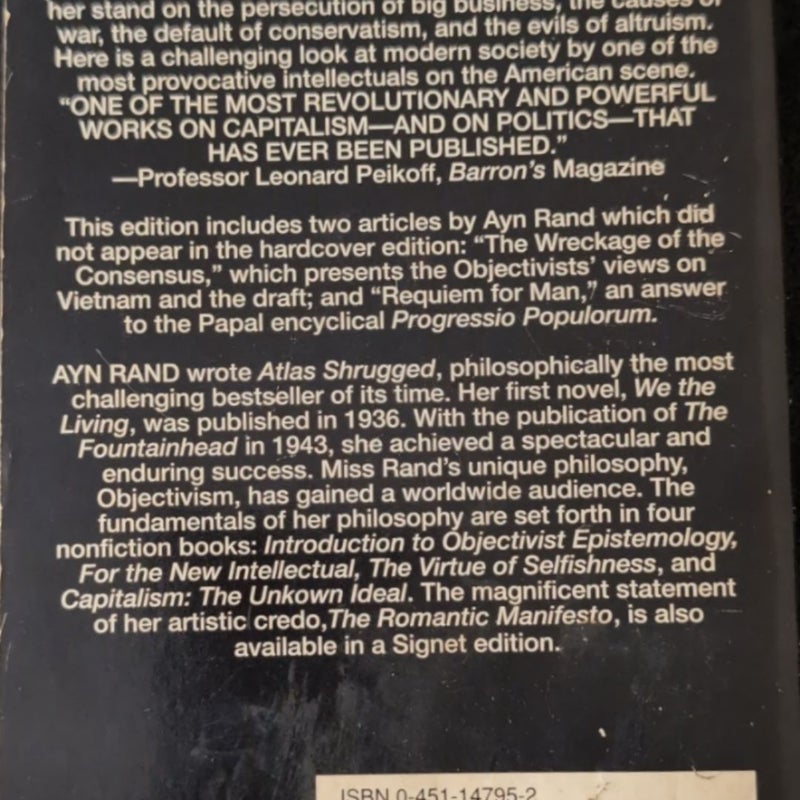 her stand on the persecution of big business, the causes of
war, the default of conservatism, and the evils of altruism.
Here is a challenging look at modern society by one of the
most provocative intellectuals on the American scene.
“ONE OF THE MOST REVOLUTIONARY AND POWERFUL
WORKS ON CAPITALISM—AND ON POLITICS—THAT
HAS EVER BEEN PUBLISHED.”
—Professor Leonard Peikoff, Barron’s Magazine
This edition includes two articles by Ayn Rand which did
not appear in the hardcover edition: “The Wreckage of the
Consensus,” which presents the Objectivists’ views on
Vietnam and the draft; and “Requiem for Man,” an answer
to the Papal encyclical Progressio Populorum.
AYN RAND wrote Atlas Shrugged, philosophically the most
challenging bestseller of its time. Her first novel, We the
Living, was published in 1936. With the publication of The
Fountainhead in 1943, she achieved a spectacular and
enduring success. Miss Rand’s unique philosophy,
Objectivism, has gained a worldwide audience. The
fundamentals of her philosophy are set forth in four
nonfiction books: Introduction to Objectivist Epistemology,
For the New Intellectual, The Virtue of Selfishness, and
Capitalism: The Unkown Ideal. The magnificent statement
of her artistic credo,The Romantic Manifesto, is also
available in a Signet edition.
ISBN 0-451-14795-2